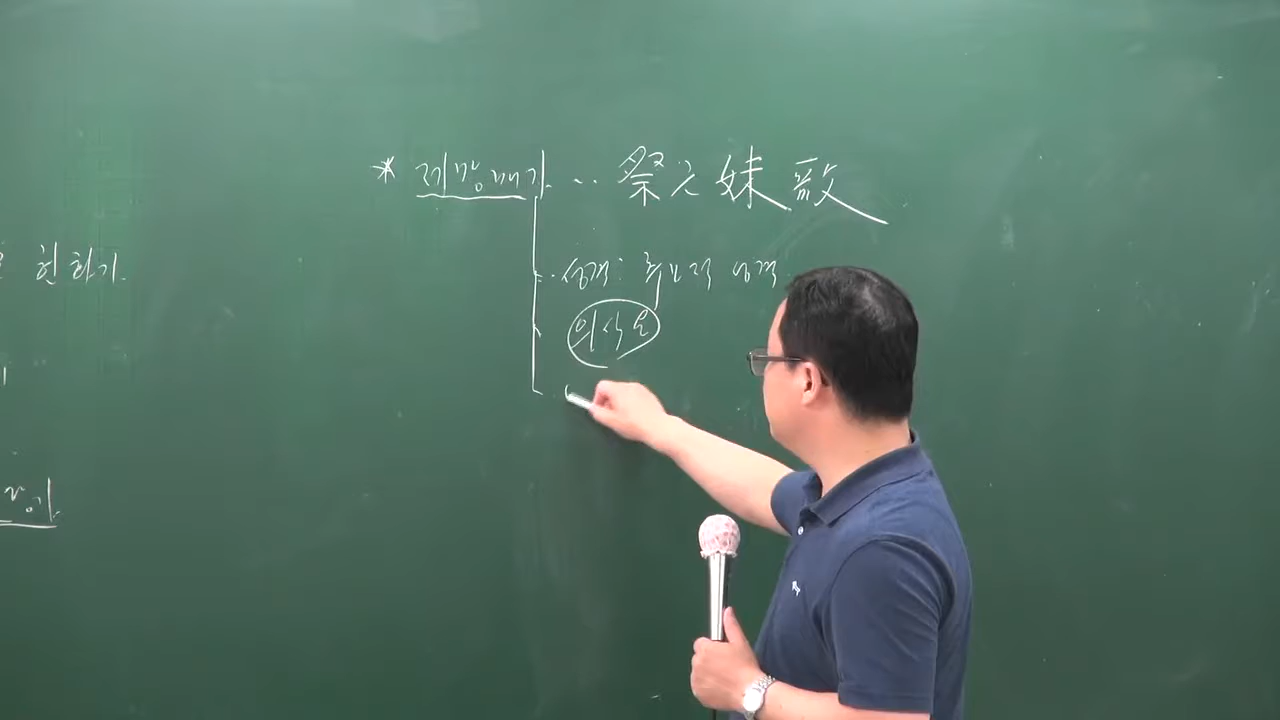 * 제망매가 ‥ 祭亡妹歌
‥성격: 추모적 성격
의식요
현화가.